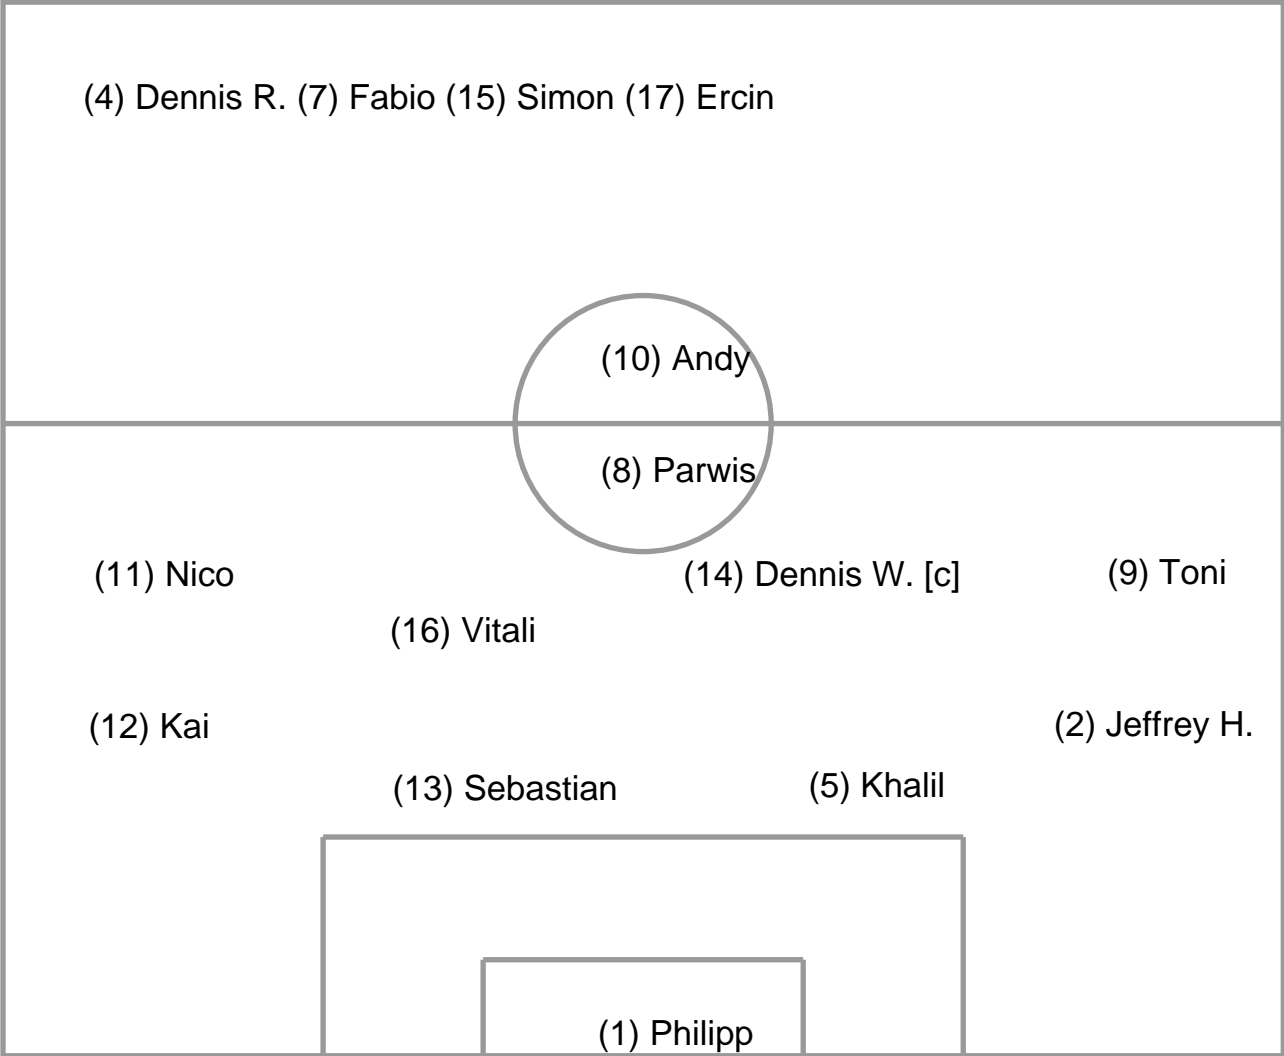 (4) Dennis R. (7) Fabio (15) Simon (17) Ercin
(10) Andy
(8) Parwis
(11) Nico
(14) Dennis W. [c]
(9) Toni
(16) Vitali
(12) Kai
(2) Jeffrey H.
(13) Sebastian
(5) Khalil
(1) Philipp